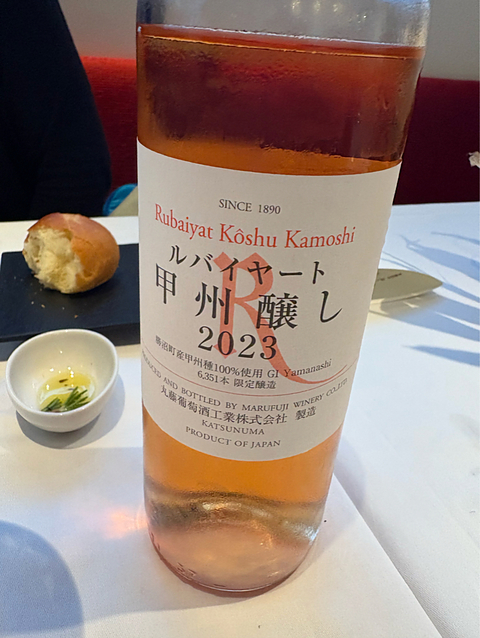 SINCE 1890
Rubaiyat Kôshu Kamoshi
R
ルバイヤート
甲州醸し
2023
勝沼町産甲州種100%使用 GI Yamanashi
6,351本 限定醸造
PRODUCED AND BOTTLED BY MARUFUJI WINERY CO.,LTD.
丸藤葡萄酒工業株式会社 製造
KATSUNUMA
PRODUCT OF JAPAN